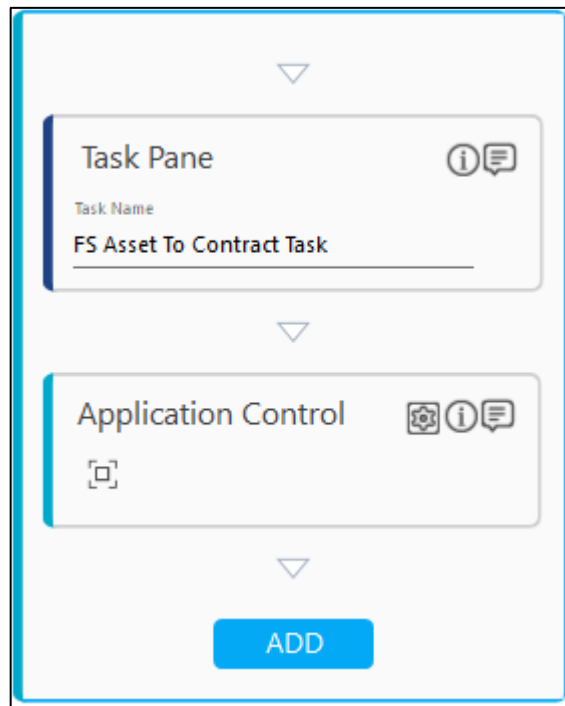 Task Pane
Task Name
FS Asset To Contract Task
Application Control
ADD